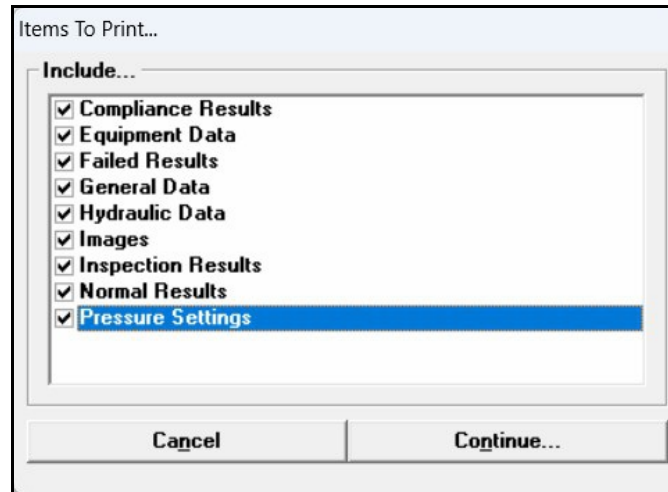 Items To Print...
Include...
Compliance Results
Equipment Data
Failed Results
General Data
Hydraulic Data
Images
Inspection Results
Normal Results
Pressure Settings
Cancel
Continue...